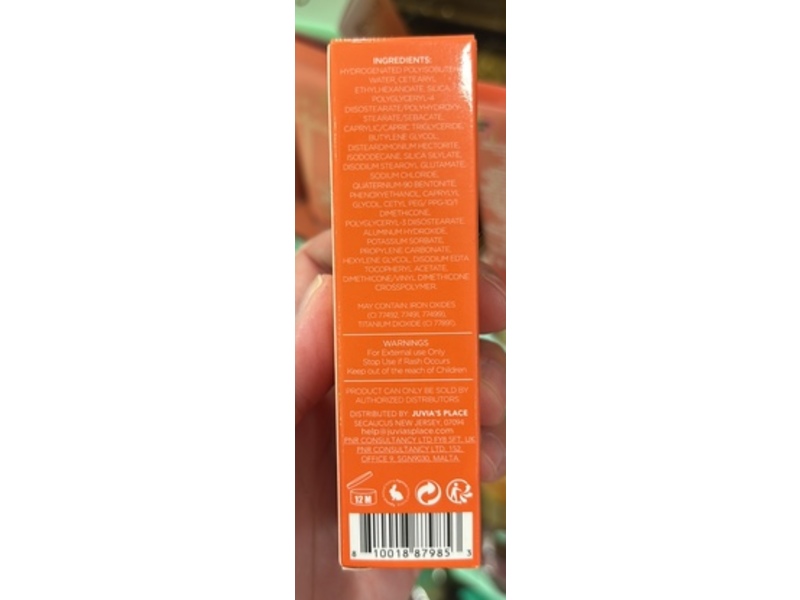 INGREDIENTS:
HYDROGENATED POLYISOBUTENE,
WATER, CETEARYL
ETHYLHEXANOATE, SILICA,
POLYGLYCERYL-4
DIISOSTEARATE/POLYHYDROXY-
STEARATE/SEBACATE,
CAPRYLIC/CAPRIC TRIGLYCERIDE,
BUTYLENE GLYCOL,
DISTEARDIMONIUM HECTORITE,
ISODODECANE, SILICA SILYLATE,
DISODIUM STEAROYL GLUTAMATE,
SODIUM CHLORIDE,
QUATERNIUM-90 BENTONITE,
PHENOXYETHANOL, CAPRYLYL
GLYCOL, CETYL PEG/ PPG-10/1
DIMETHICONE,
POLYGLYCERYL-3 DIISOSTEARATE,
ALUMINUM HYDROXIDE,
POTASSIUM SORBATE,
PROPYLENE CARBONATE,
HEXYLENE GLYCOL, DISODIUM EDTA
TOCOPHERYL ACETATE,
DIMETHICONE/VINYL DIMETHICONE
CROSSPOLYMER.
MAY CONTAIN: IRON OXIDES
(CI 77492, 77491, 77499),
TITANIUM DIOXIDE (CI 77891).
WARNINGS
For External use Only
Stop Use if Rash Occurs
Keep out of the reach of Children
PRODUCT CAN ONLY BE SOLD BY
AUTHORIZED DISTRIBUTORS
DISTRIBUTED BY: JUVIA'S PLACE
SECAUCUS NEW JERSEY, 07094
help@juviasplace.com
PNR CONSULTANCY LTD FY8 5FT, UK
PNR CONSULTANCY LTD: 152,
OFFICE 9, SGN9030, MALTA.
12 M
8 10018 87985 3